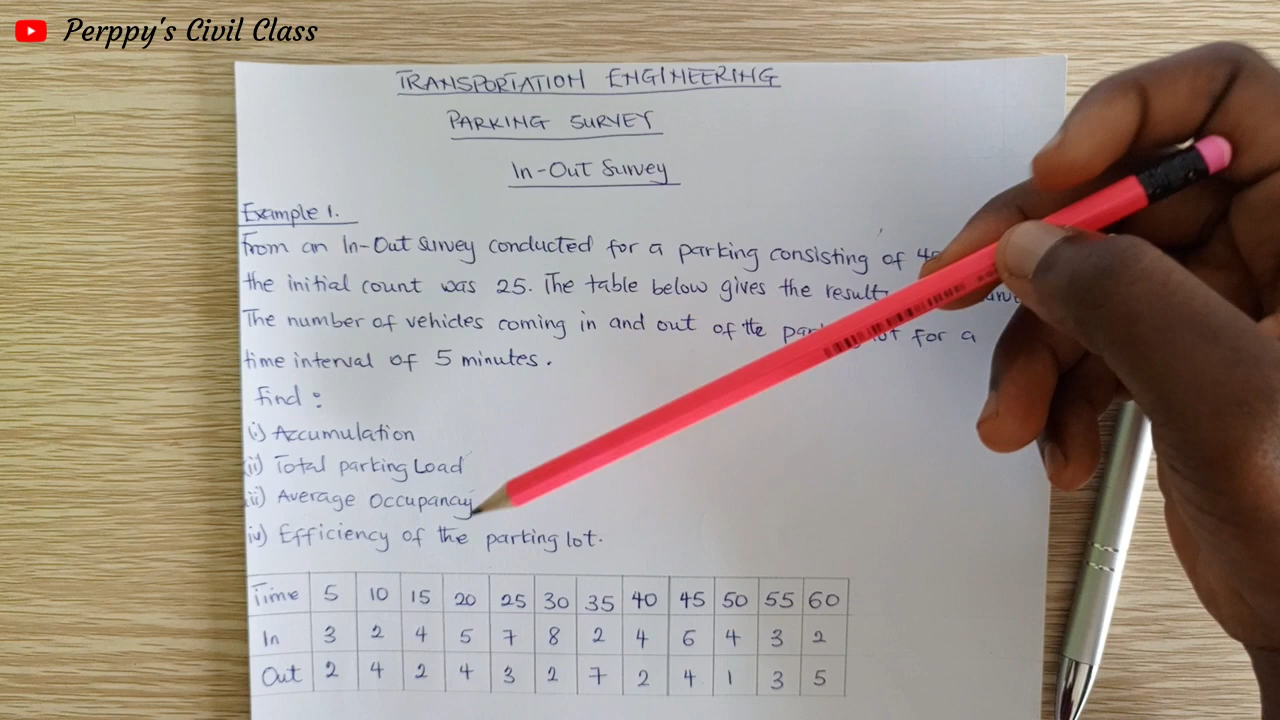 Perppy's Civil Class
TRANSPORTATION ENGINEERING
PARKING SURVEY
In-Out Survey
Example 1.
From an In-Out survey conducted for a parking consisting of
the initial count was 25. The table below gives the result
The number of vehicles coming in and out of the lot for a
time interval of 5 minutes.
Find :
(i) Accumulation
(ii) Total parking Load
(iii) Average Occupancy
(iv) Efficiency of the parking lot.
Time 5 10 15 20 25 30 35 40 45 50 55 60
In 3 2 4 5 7 8 2 4 6 4 3 2
Out 2 4 2 4 3 2 7 2 4 1 3 5